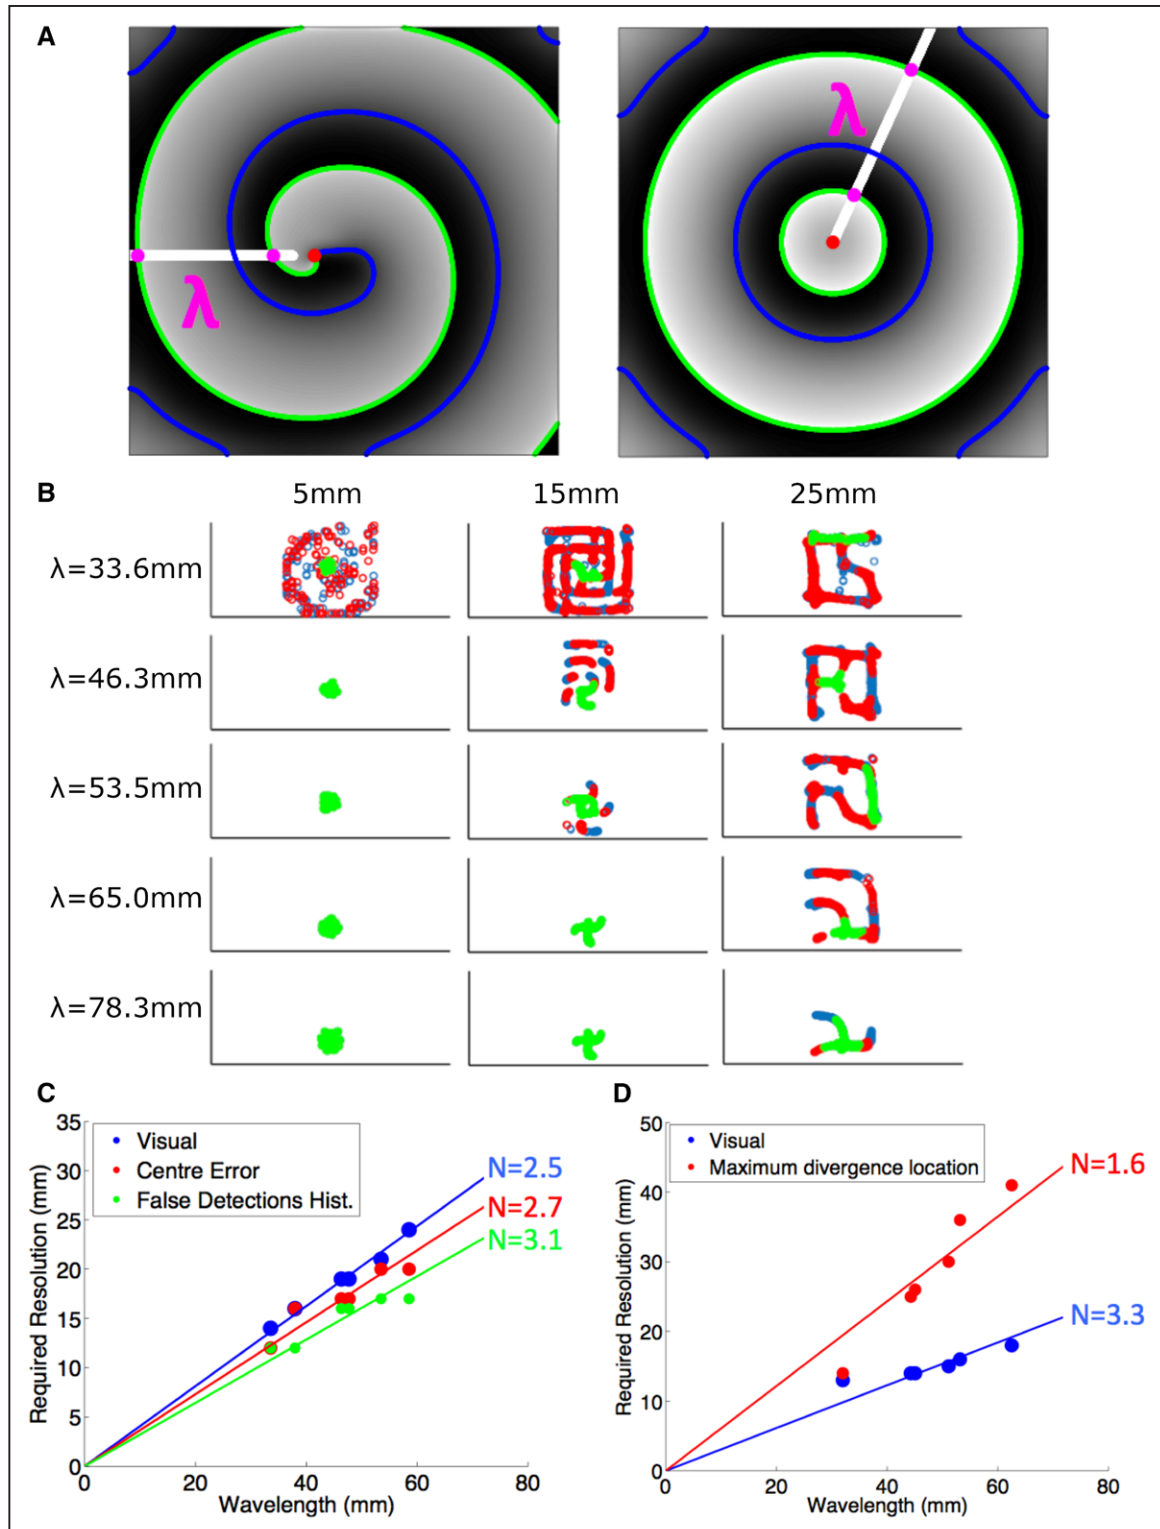 A
λ
λ
B
5mm 15mm 25mm
λ=33.6mm
λ=46.3mm
λ=53.5mm
λ=65.0mm
λ=78.3mm
C
Required Resolution (mm)
35
30
25
20
15
10
5
0
Visual
Centre Error
False Detections Hist.
N=2.5
N=2.7
N=3.1
0 20 40 60 80
Wavelength (mm)
D
Required Resolution (mm)
50
40
30
20
10
0
Visual
Maximum divergence location
N=1.6
N=3.3
0 20 40 60 80
Wavelength (mm)